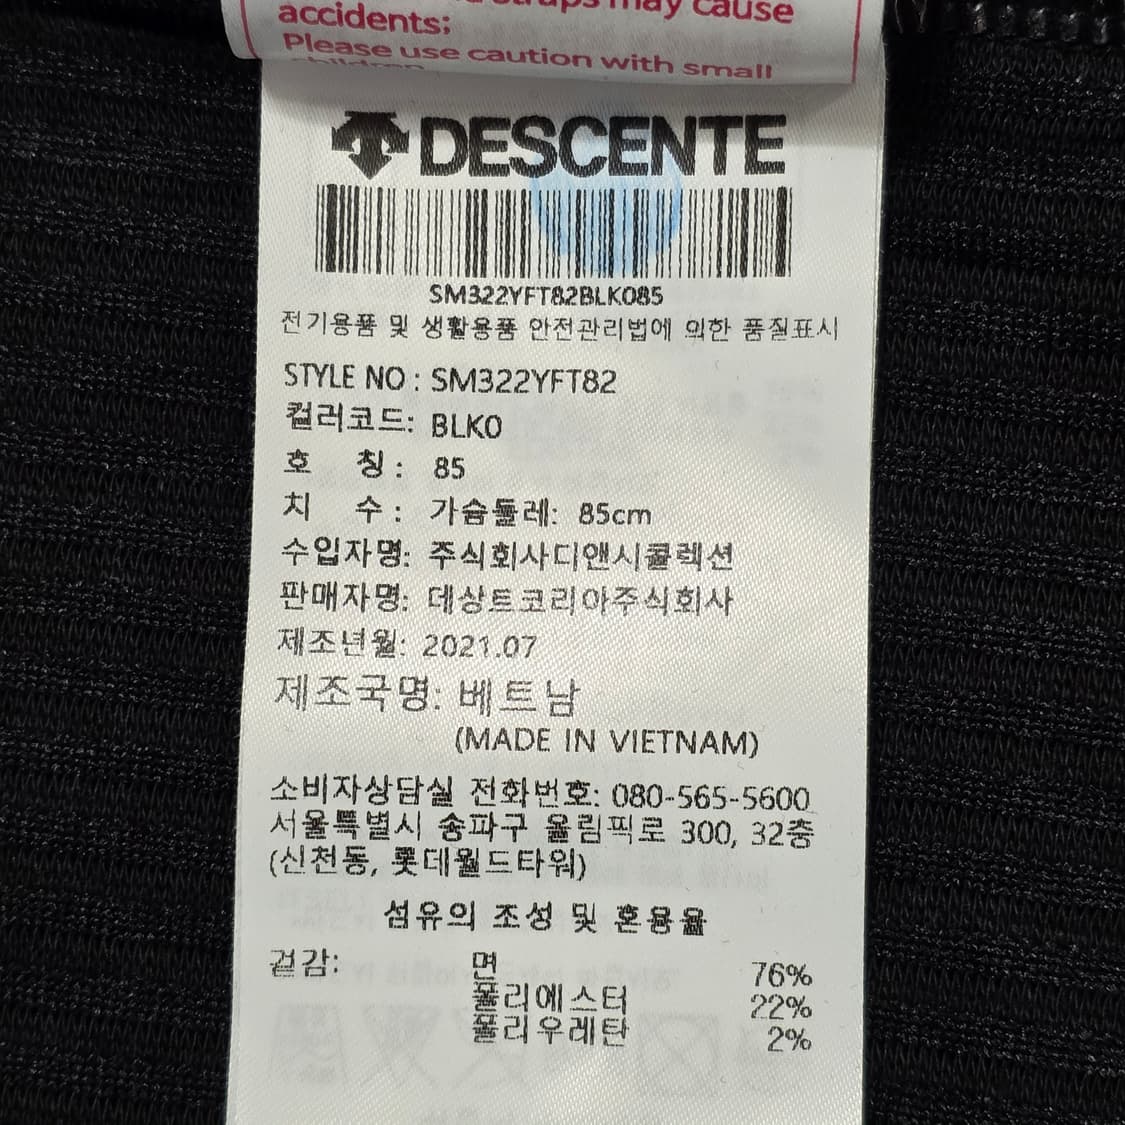 straps may cause
accidents;
Please use caution with small
children
DESCENTE
SM322YFT82BLK085
전기용품 및 생활용품 안전관리법에 의한 품질표시
STYLE NO : SM322YFT82
컬러코드: BLK0
호 칭 : 85
치 수 : 가슴둘레: 85cm
수입자명: 주식회사디앤시콜렉션
판매자명: 데상트코리아주식회사
제조년월: 2021.07
제조국명: 베트남
(MADE IN VIETNAM)
소비자상담실 전화번호: 080-565-5600
서울특별시 송파구 올림픽로 300, 32층
(신천동, 롯데월드타워)
섬유의 조성 및 혼용율
겉감: 면 76%
폴리에스터 22%
폴리우레탄 2%